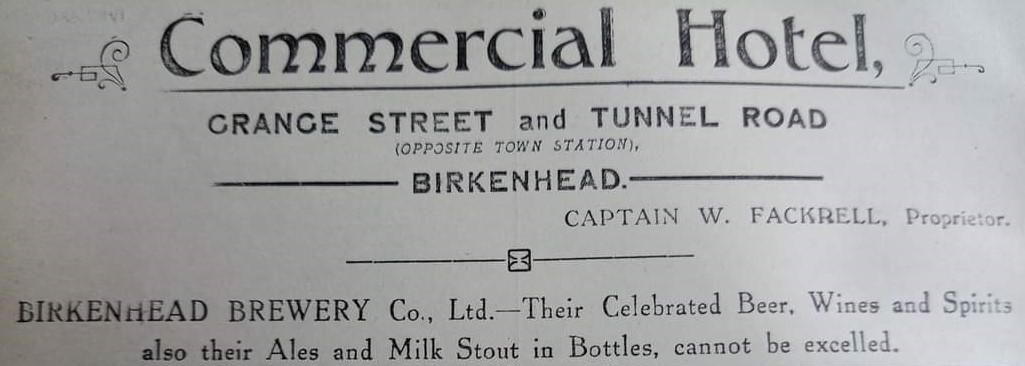 Commercial Hotel,
GRANGE STREET and TUNNEL ROAD
(OPPOSITE TOWN STATION),
BIRKENHEAD.
CAPTAIN W. FACKRELL, Proprietor.
BIRKENHEAD BREWERY Co., Ltd.—Their Celebrated Beer, Wines and Spirits
also their Ales and Milk Stout in Bottles, cannot be excelled.